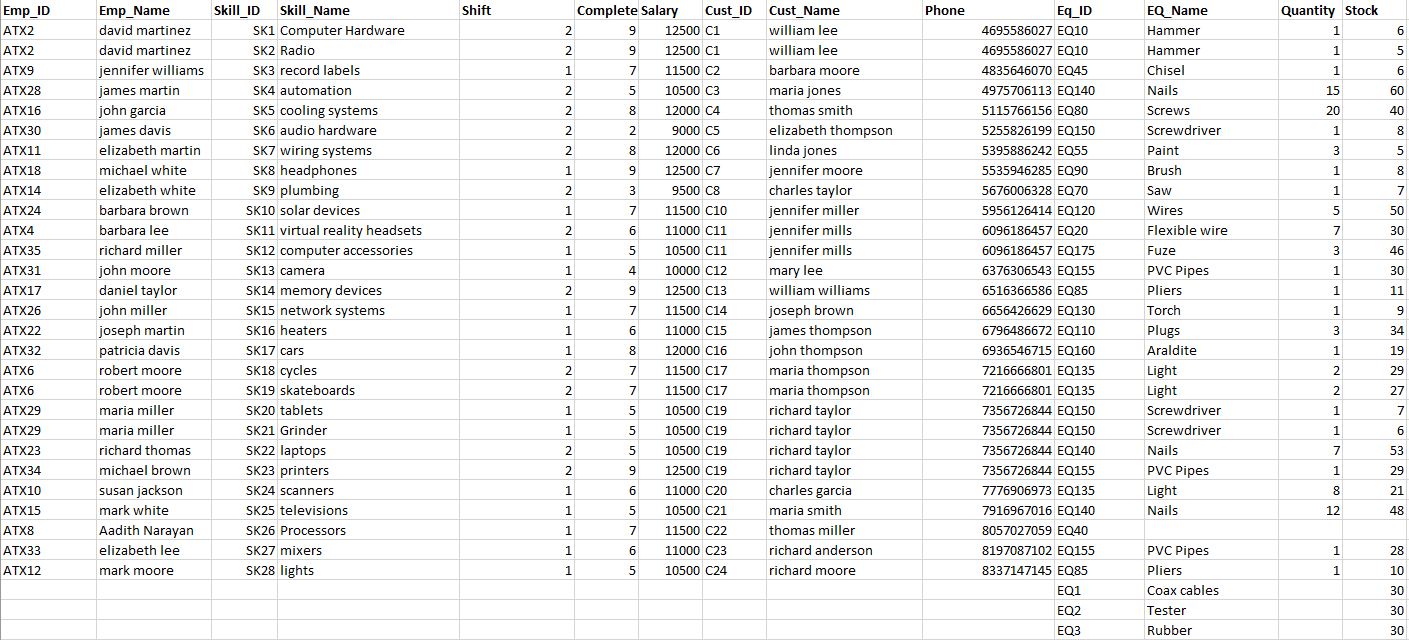 Emp_ID Emp_Name Skill_ID Skill_Name Shift Complete Salary Cust_ID Cust_Name Phone Eq_ID EQ_Name Quantity Stock
ATX2 david martinez SK1 Computer Hardware 2 9 12500 C1 william lee 4695586027 EQ10 Hammer 1 6
ATX2 david martinez SK2 Radio 2 9 12500 C1 william lee 4695586027 EQ10 Hammer 1 5
ATX9 jennifer williams SK3 record labels 1 7 11500 C2 barbara moore 4835646070 EQ45 Chisel 1 6
ATX28 james martin SK4 automation 2 5 10500 C3 maria jones 4975706113 EQ140 Nails 15 60
ATX16 john garcia SK5 cooling systems 2 8 12000 C4 thomas smith 5115766156 EQ80 Screws 20 40
ATX30 james davis SK6 audio hardware 2 2 9000 C5 elizabeth thompson 5255826199 EQ150 Screwdriver 1 8
ATX11 elizabeth martin SK7 wiring systems 2 8 12000 C6 linda jones 5395886242 EQ55 Paint 3 5
ATX18 michael white SK8 headphones 1 9 12500 C7 jennifer moore 5535946285 EQ90 Brush 1 8
ATX14 elizabeth white SK9 plumbing 2 3 9500 C8 charles taylor 5676006328 EQ70 Saw 1 7
ATX24 barbara brown SK10 solar devices 1 7 11500 C10 jennifer miller 5956126414 EQ120 Wires 5 50
ATX4 barbara lee SK11 virtual reality headsets 2 6 11000 C11 jennifer mills 6096186457 EQ20 Flexible wire 7 30
ATX35 richard miller SK12 computer accessories 1 5 10500 C11 jennifer mills 6096186457 EQ175 Fuze 3 46
ATX31 john moore SK13 camera 1 4 10000 C12 mary lee 6376306543 EQ155 PVC Pipes 1 30
ATX17 daniel taylor SK14 memory devices 2 9 12500 C13 william williams 6516366586 EQ85 Pliers 1 11
ATX26 john miller SK15 network systems 1 7 11500 C14 joseph brown 6656426629 EQ130 Torch 1 9
ATX22 joseph martin SK16 heaters 1 6 11000 C15 james thompson 6796486672 EQ110 Plugs 3 34
ATX32 patricia davis SK17 cars 1 8 12000 C16 john thompson 6936546715 EQ160 Araldite 1 19
ATX6 robert moore SK18 cycles 2 7 11500 C17 maria thompson 7216666801 EQ135 Light 2 29
ATX6 robert moore SK19 skateboards 2 7 11500 C17 maria thompson 7216666801 EQ135 Light 2 27
ATX29 maria miller SK20 tablets 1 5 10500 C19 richard taylor 7356726844 EQ150 Screwdriver 1 7
ATX29 maria miller SK21 Grinder 1 5 10500 C19 richard taylor 7356726844 EQ150 Screwdriver 1 6
ATX23 richard thomas SK22 laptops 2 5 10500 C19 richard taylor 7356726844 EQ140 Nails 7 53
ATX34 michael brown SK23 printers 2 9 12500 C19 richard taylor 7356726844 EQ155 PVC Pipes 1 29
ATX10 susan jackson SK24 scanners 1 6 11000 C20 charles garcia 7776906973 EQ135 Light 8 21
ATX15 mark white SK25 televisions 1 5 10500 C21 maria smith 7916967016 EQ140 Nails 12 48
ATX8 Aadith Narayan SK26 Processors 1 7 11500 C22 thomas miller 8057027059 EQ40
ATX33 elizabeth lee SK27 mixers 1 6 11000 C23 richard anderson 8197087102 EQ155 PVC Pipes 1 28
ATX12 mark moore SK28 lights 1 5 10500 C24 richard moore 8337147145 EQ85 Pliers 1 10
EQ1 Coax cables 30
EQ2 Tester 30
EQ3 Rubber 30